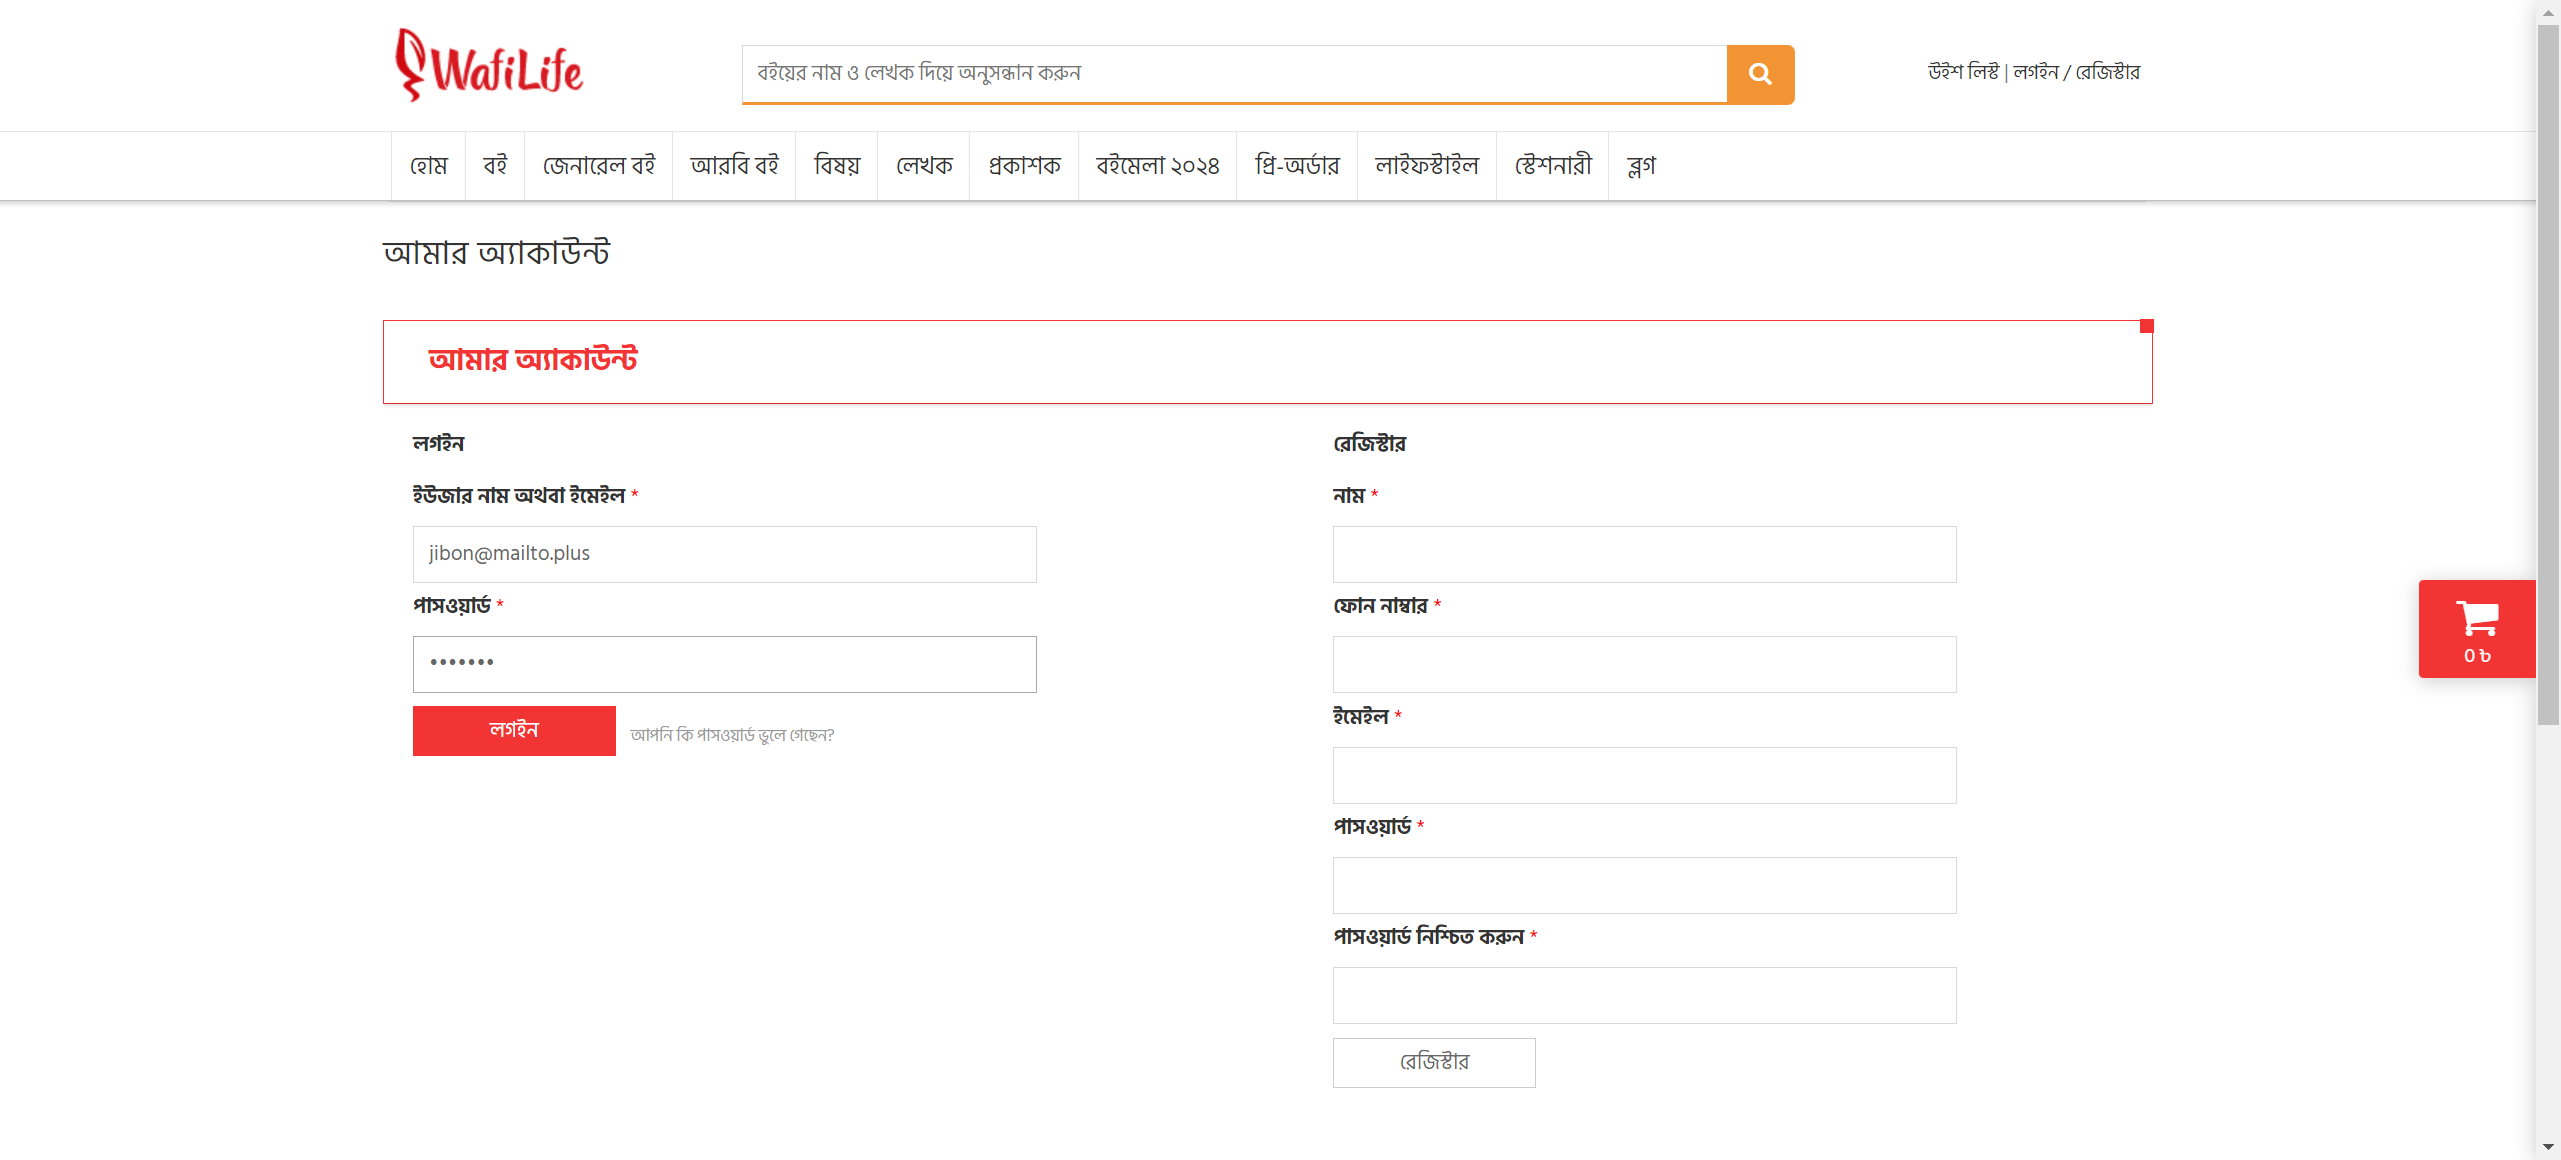 WafiLife
বইয়ের নাম ও লেখক দিয়ে অনুসন্ধান করুন
উইশ লিস্ট | লগইন / রেজিস্টার
হোম বই জেনারেল বই আরবি বই বিষয় লেখক প্রকাশক বইমেলা ২০২৪ প্রি-অর্ডার লাইফস্টাইল স্টেশনারী ব্লগ
আমার অ্যাকাউন্ট
আমার অ্যাকাউন্ট
লগইন
ইউজার নাম অথবা ইমেইল *
jibon@mailto.plus
পাসওয়ার্ড *
•••••••
লগইন আপনি কি পাসওয়ার্ড ভুলে গেছেন?
রেজিস্টার
নাম *
ফোন নাম্বার *
ইমেইল *
পাসওয়ার্ড *
পাসওয়ার্ড নিশ্চিত করুন *
রেজিস্টার
0 ৳